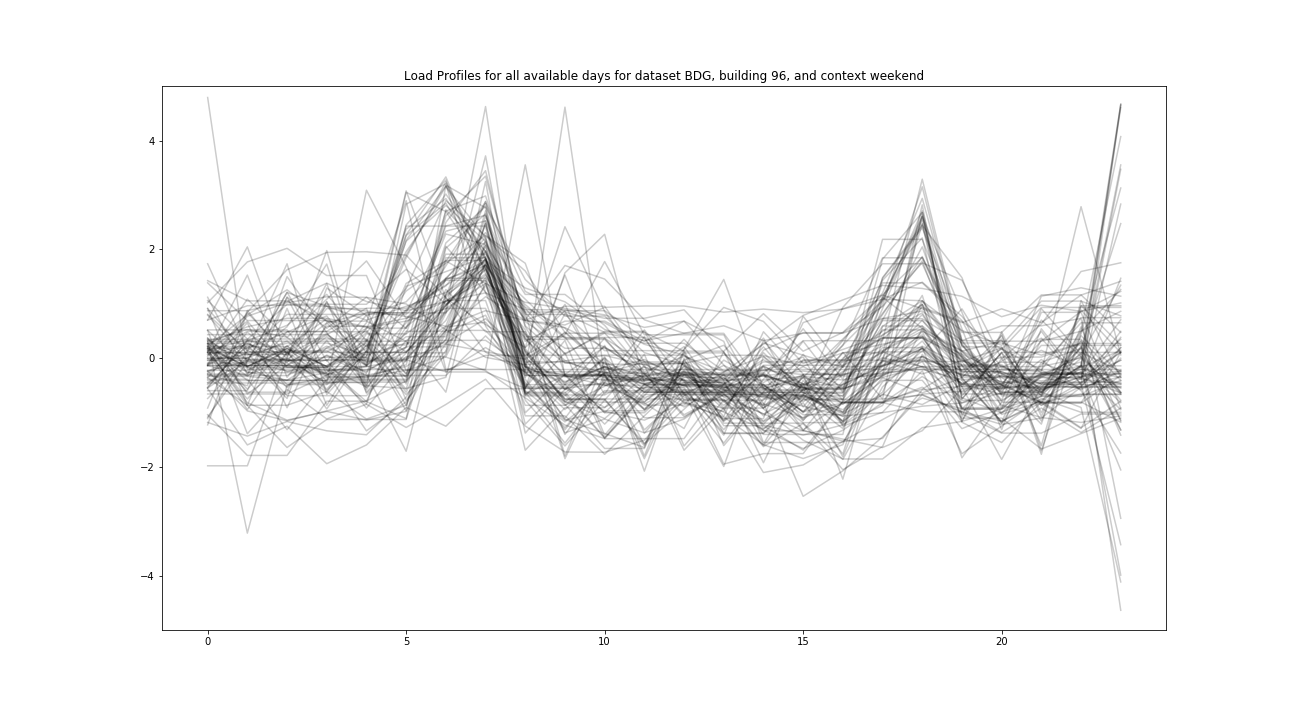 Load Profiles for all available days for dataset BDG, building 96, and context weekend
4
2
0
−2
−4
0 5 10 15 20